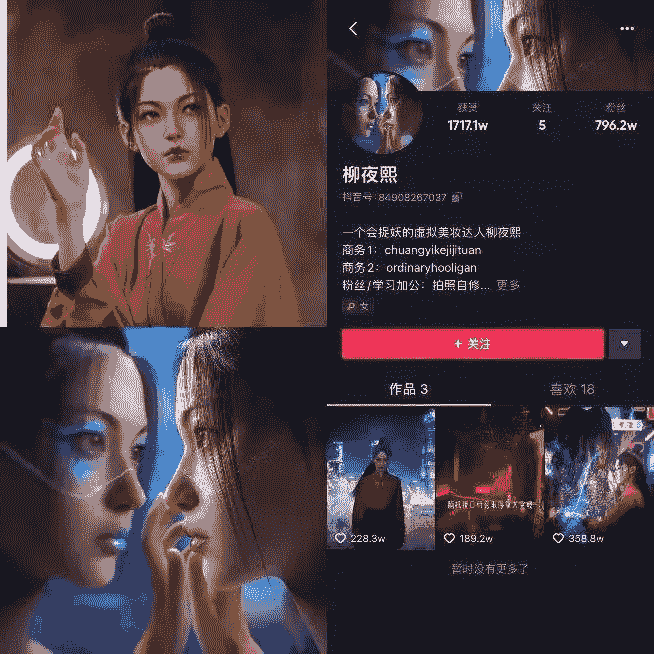 获赞
关注
粉丝
1717.1w
5
796.2w
柳夜熙
抖音号: 84908267037
一个会捉妖的虚拟美妆达人柳夜熙
商务1：chuangyikejijituan
商务2：ordinaryhooligan
粉丝/学习加公：拍照自修... 更多
女
+ 关注
作品 3
喜欢 18
228.3w
189.2w
358.8w
暂时没有更多了